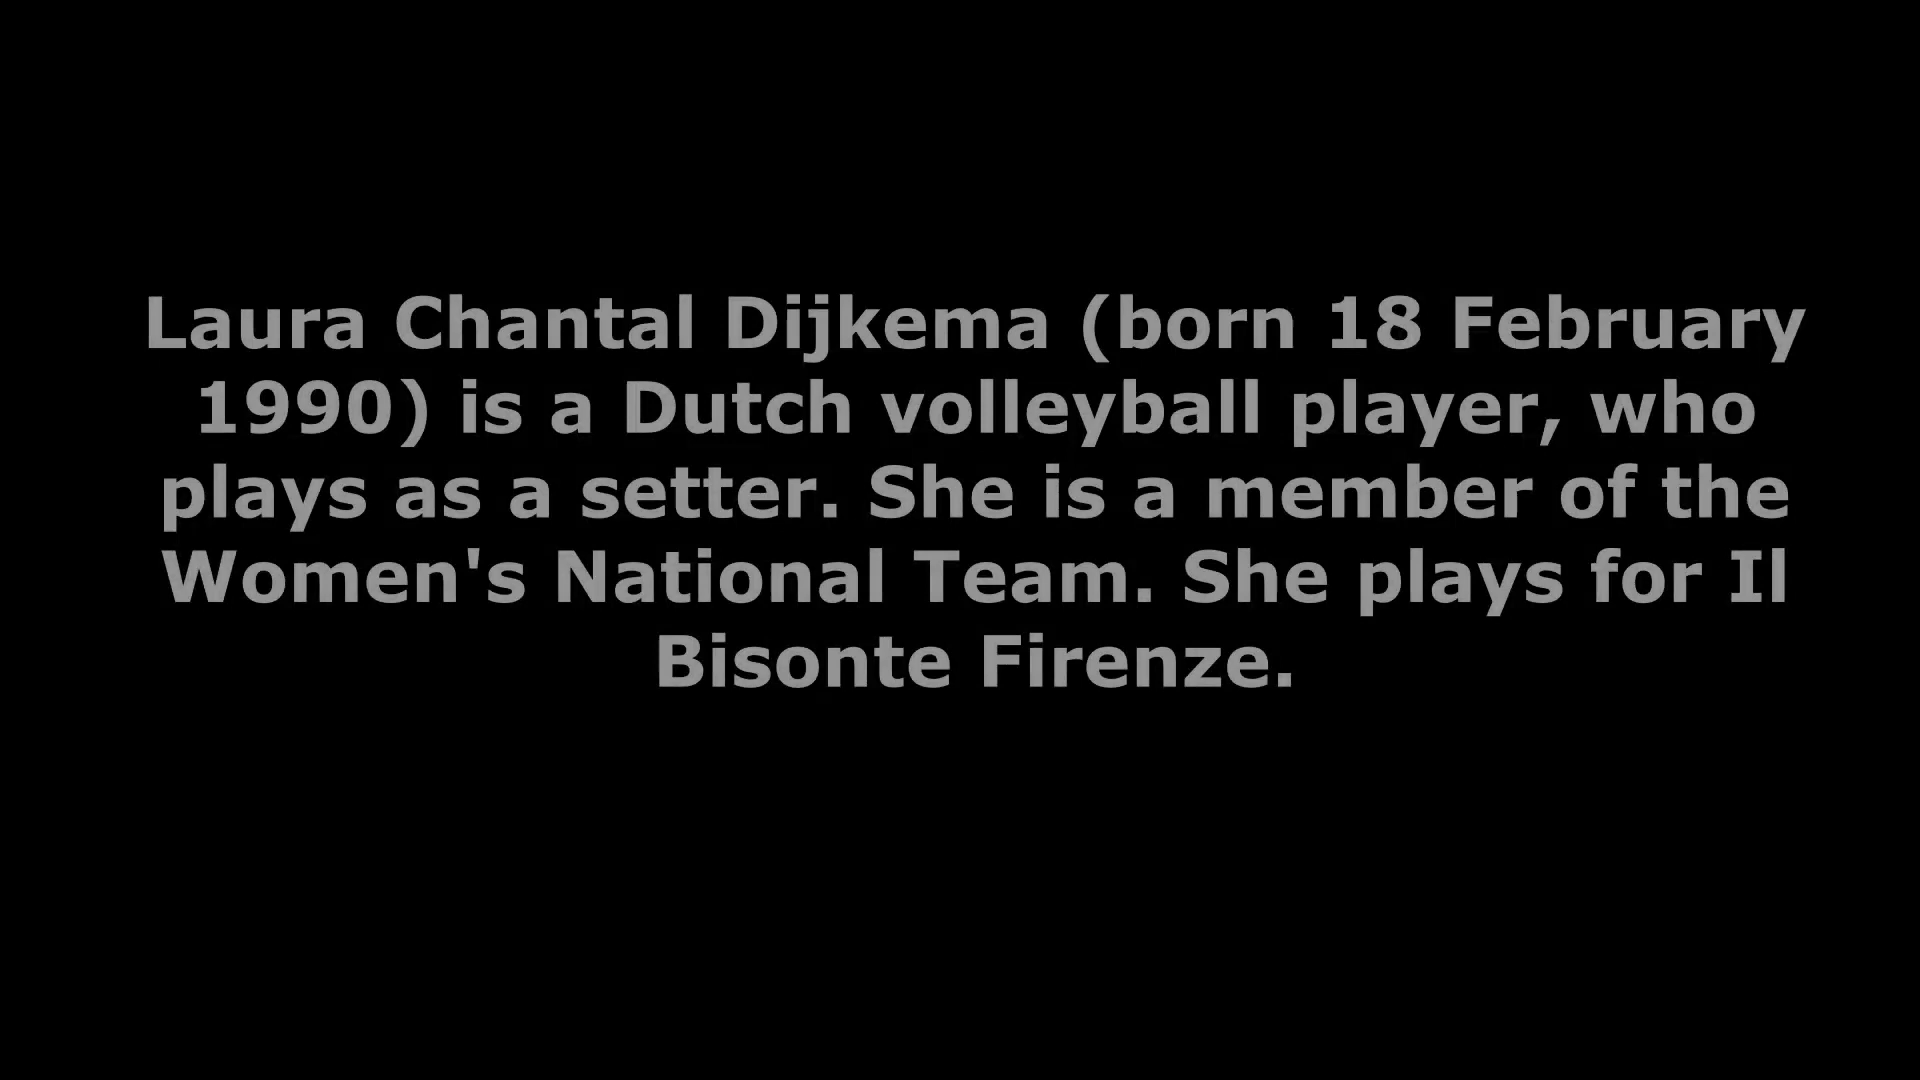 Laura Chantal Dijkema (born 18 February
1990) is a Dutch volleyball player, who
plays as a setter. She is a member of the
Women's National Team. She plays for Il
Bisonte Firenze.